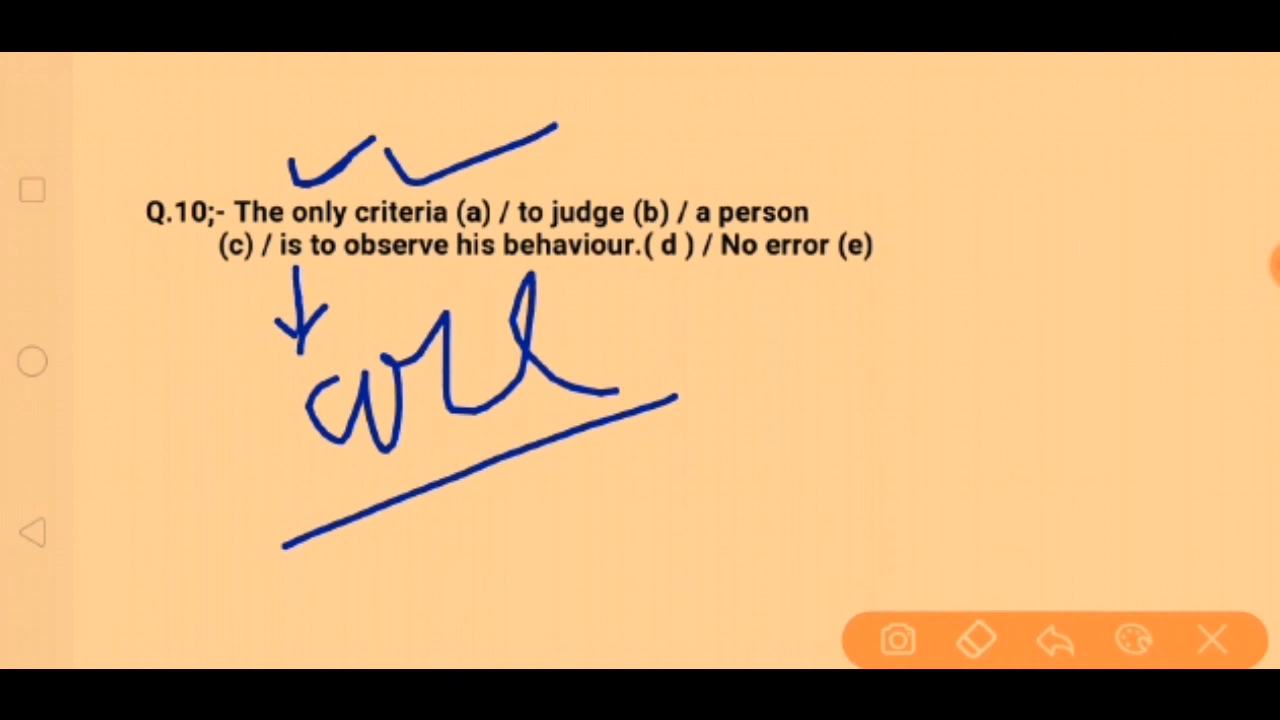 Q.10;- The only criteria (a) / to judge (b) / a person
(c) / is to observe his behaviour.( d ) / No error (e)